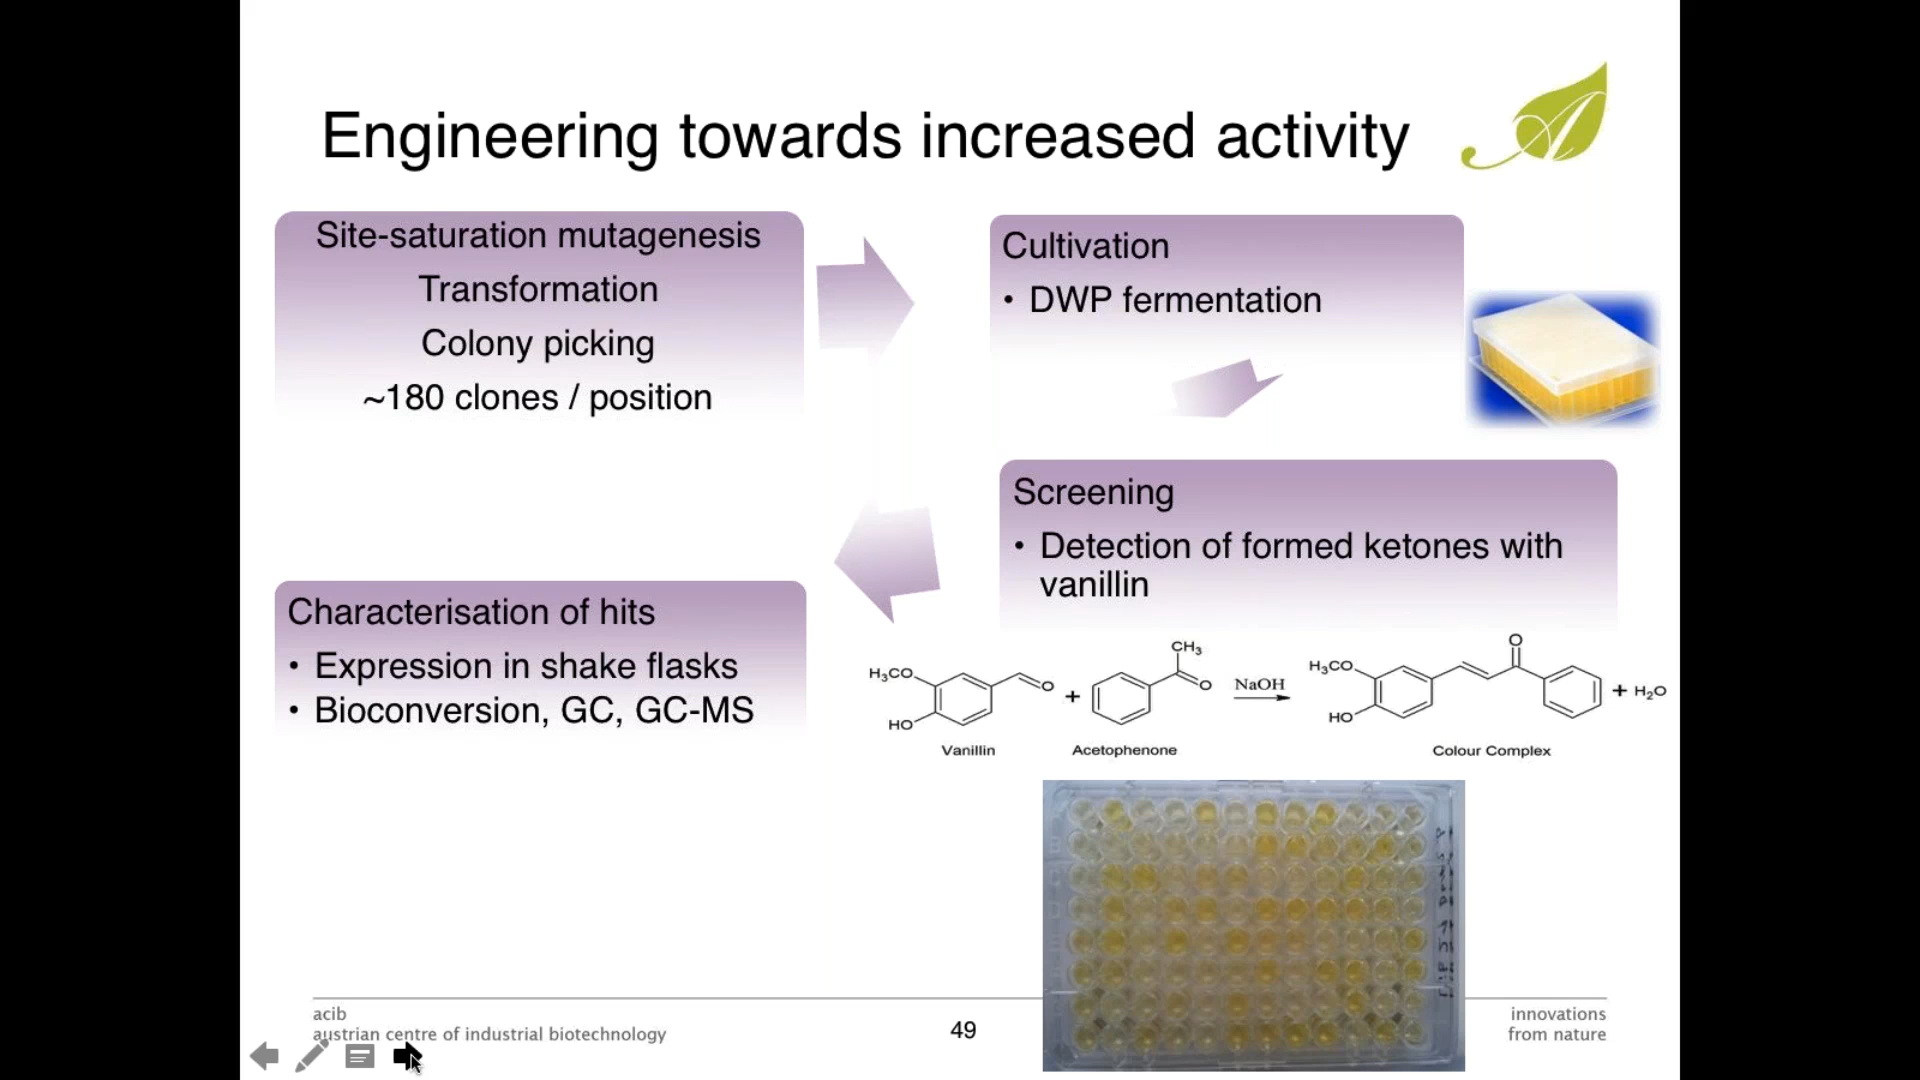 Engineering towards increased activity
Site-saturation mutagenesis
Transformation
Colony picking
~180 clones / position
Cultivation
• DWP fermentation
Screening
• Detection of formed ketones with
vanillin
Characterisation of hits
• Expression in shake flasks
• Bioconversion, GC, GC-MS
H₃CO
HO
O
Vanillin
+
CH₃
O
Acetophenone
NaOH
H₃CO
HO
O
Colour Complex
+ H₂O
acib
austrian centre of industrial biotechnology
49
innovations
from nature